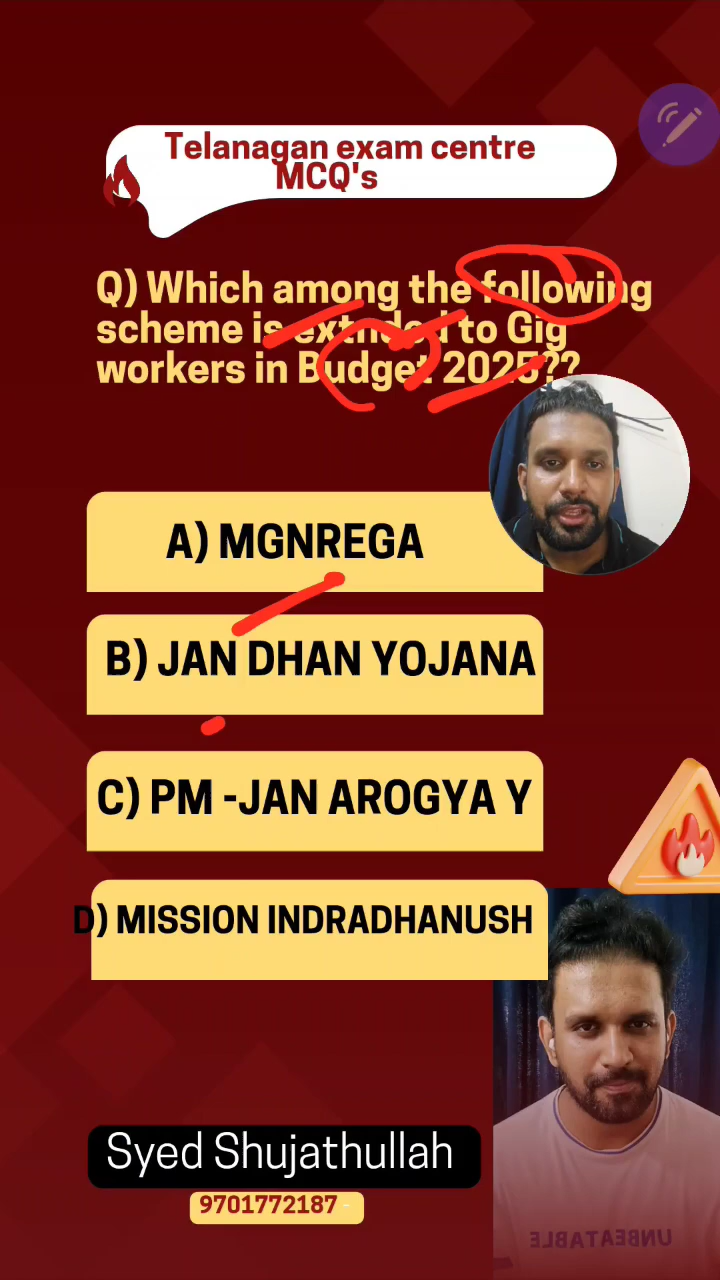 Telanagan exam centre
MCQ's
Q) Which among the following
scheme is extnded to Gig
workers in Budget 2025??
A) MGNREGA
B) JAN DHAN YOJANA
C) PM -JAN AROGYA Y
D) MISSION INDRADHANUSH
Syed Shujathullah
9701772187 -
UNBEATABLE